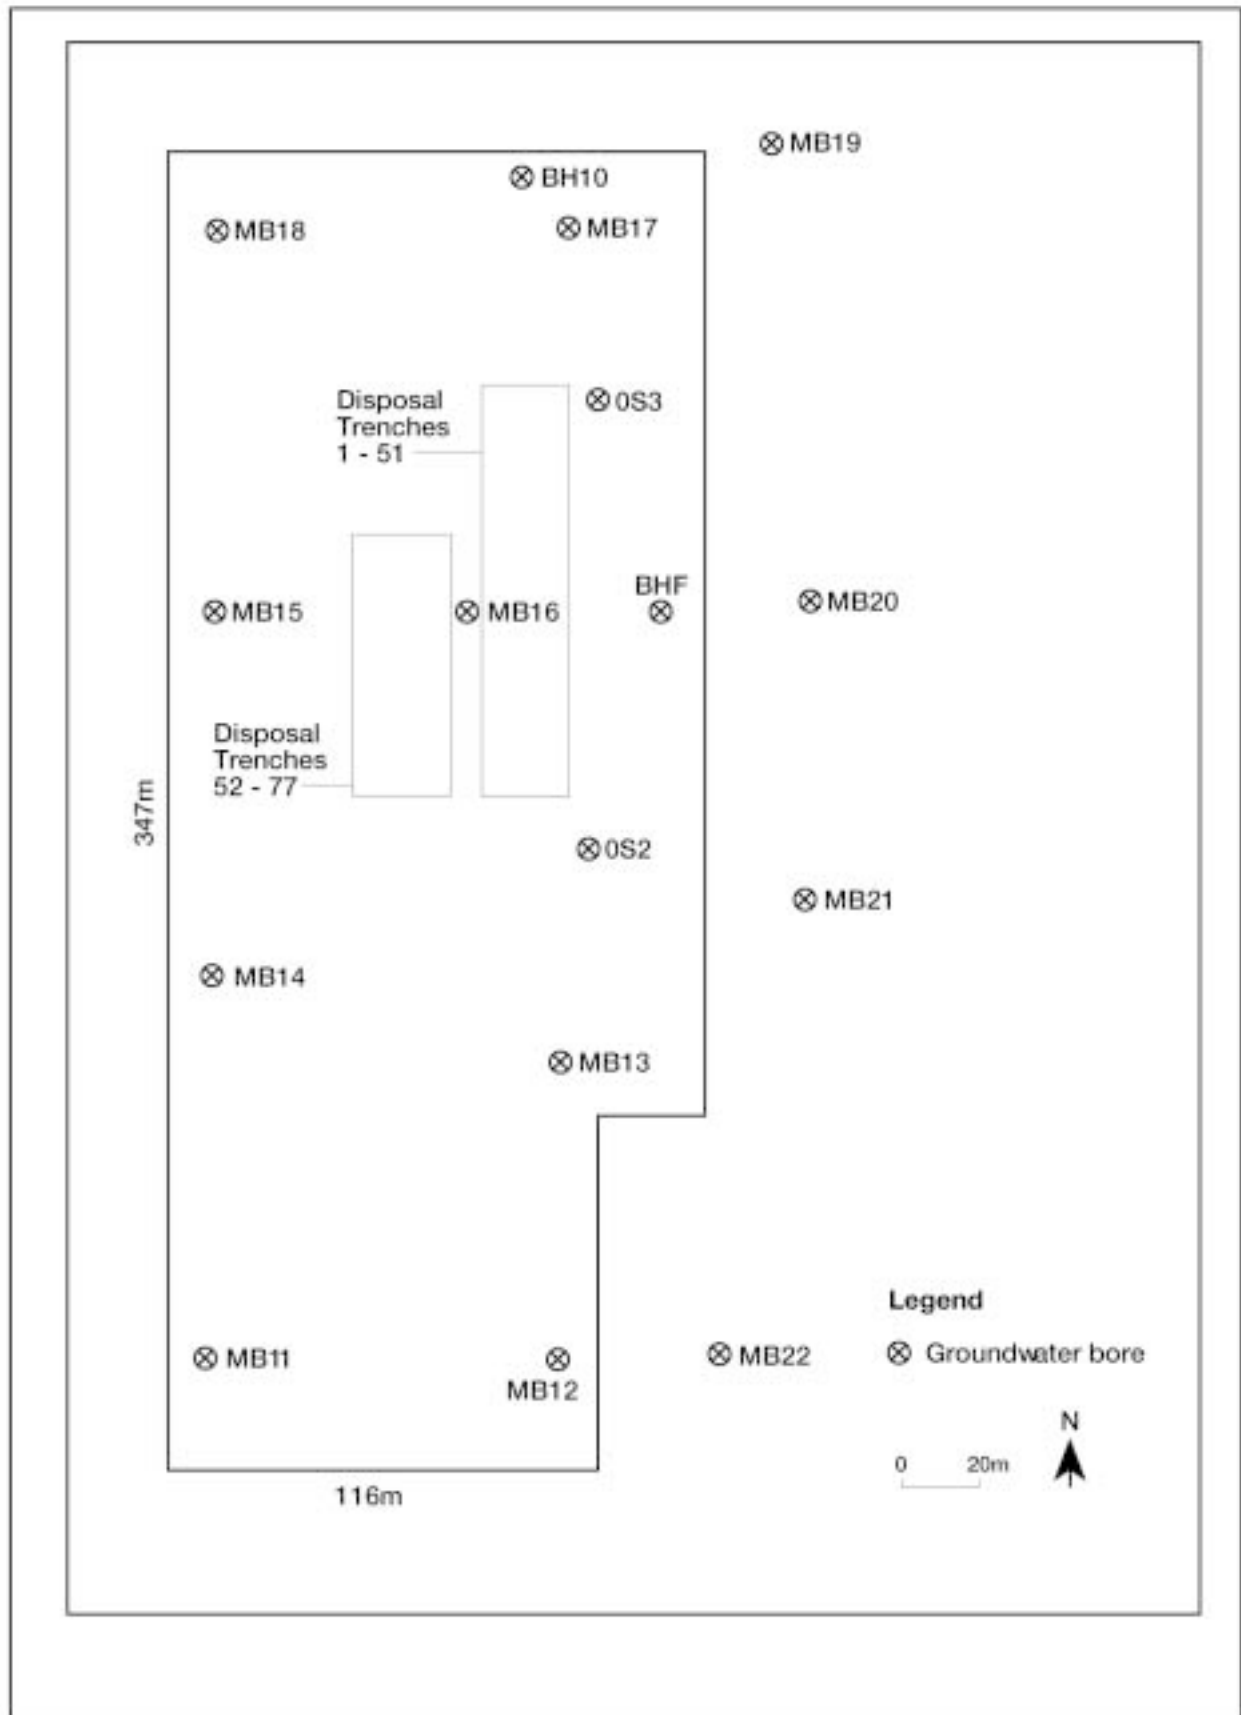 MB19
BH10
MB18
MB17
Disposal
Trenches
1 - 51
0S3
BHF
MB15
MB16
MB20
Disposal
Trenches
52 - 77
347m
0S2
MB21
MB14
MB13
Legend
MB11
MB12
MB22
Groundwater bore
N
0 20m
116m